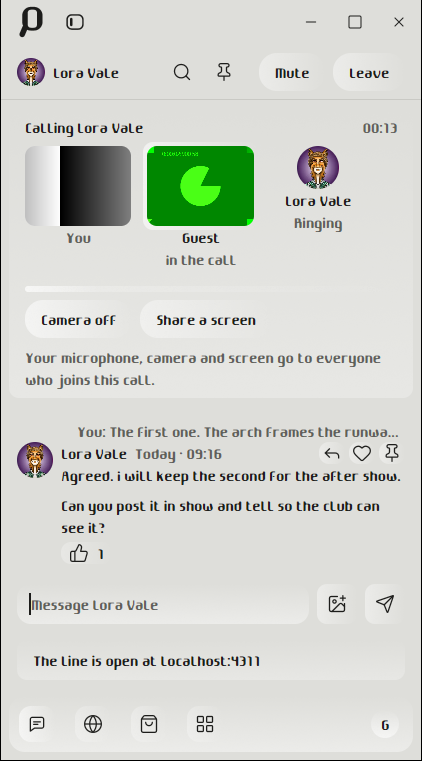 Lora Vale
Mute
Leave
Calling Lora Vale
00:13
You
Guest
in the call
Lora Vale
Ringing
Camera off
Share a screen
Your microphone, camera and screen go to everyone
who joins this call.
You: The first one. The arch frames the runwa...
Lora Vale Today · 09:16
Agreed. i will keep the second for the after show.
Can you post it in show and tell so the club can
see it?
1
Message Lora Vale
The Line is open at localhost:4311
G